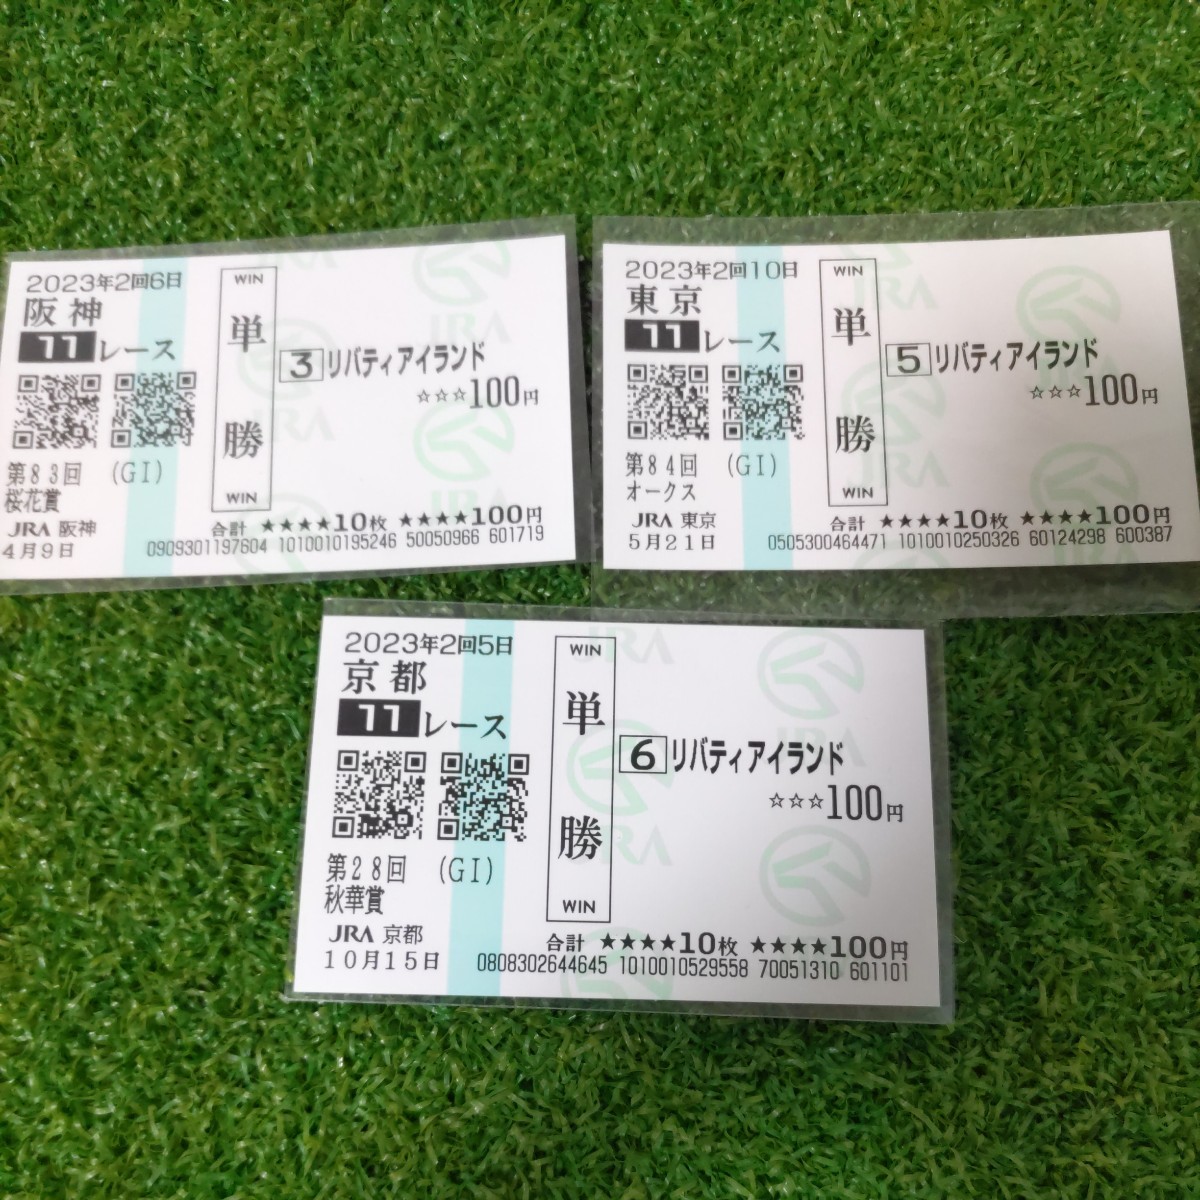 2023年2回6日
阪神
11レース
第83回 (GI)
桜花賞
JRA 阪神
4月9日
WIN
単勝
WIN
3 リバティアイランド
☆☆☆100円
合計 ★★★★10枚 ★★★★100円
0909301197604 1010010195246 50050966 601719
2023年2回10日
東京
11レース
第84回 (GI)
オークス
JRA 東京
5月21日
WIN
単勝
WIN
5 リバティアイランド
☆☆☆100円
合計 ★★★★10枚 ★★★★100円
0505300464471 1010010250326 60124298 600387
2023年2回5日
京都
11レース
第28回 (GI)
秋華賞
JRA 京都
10月15日
WIN
単勝
WIN
6 リバティアイランド
☆☆☆100円
合計 ★★★★10枚 ★★★★100円
0808302644645 1010010529558 70051310 601101